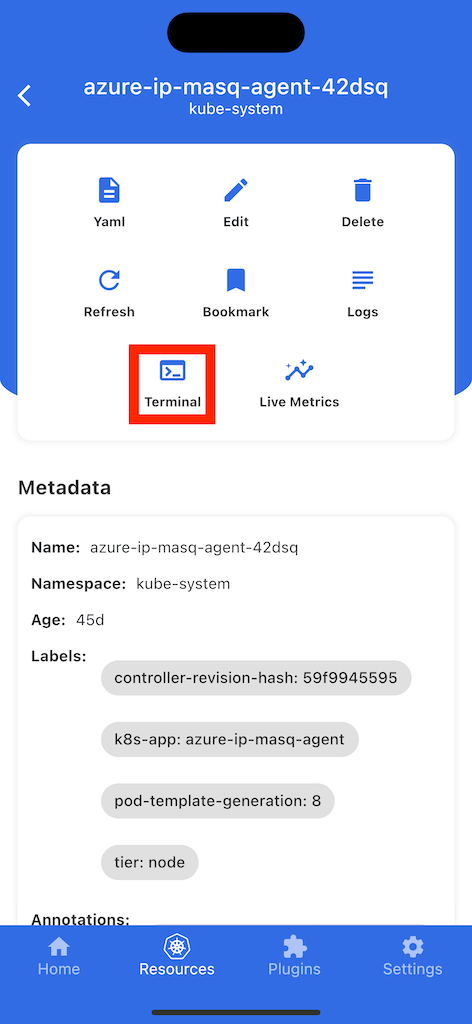 azure-ip-masq-agent-42dsq
kube-system
Yaml
Edit
Delete
Refresh
Bookmark
Logs
Terminal
Live Metrics
Metadata
Name: azure-ip-masq-agent-42dsq
Namespace: kube-system
Age: 45d
Labels:
controller-revision-hash: 59f9945595
k8s-app: azure-ip-masq-agent
pod-template-generation: 8
tier: node
Annotations:
Home
Resources
Plugins
Settings